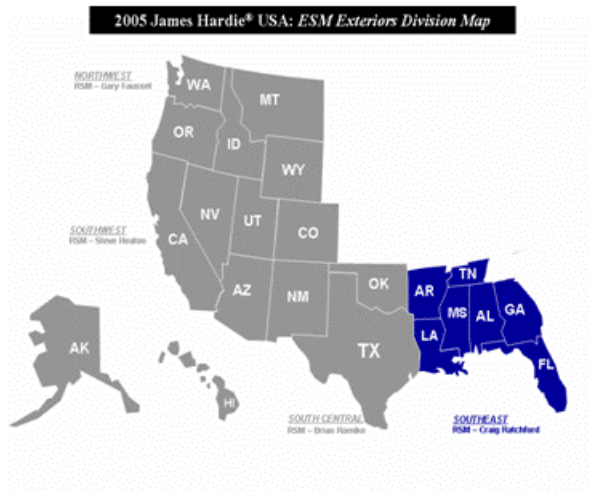 2005 James Hardie® USA: ESM Exteriors Division Map
NORTHWEST
RSM – Gary Fausset
WA
MT
OR
ID
WY
SOUTHWEST
RSM – Steve Heaton
NV
UT
CO
CA
AZ
NM
OK
AR
TN
MS
AL
GA
LA
TX
FL
AK
HI
SOUTH CENTRAL
RSM – Brian Romike
SOUTHEAST
RSM – Craig Ratchford